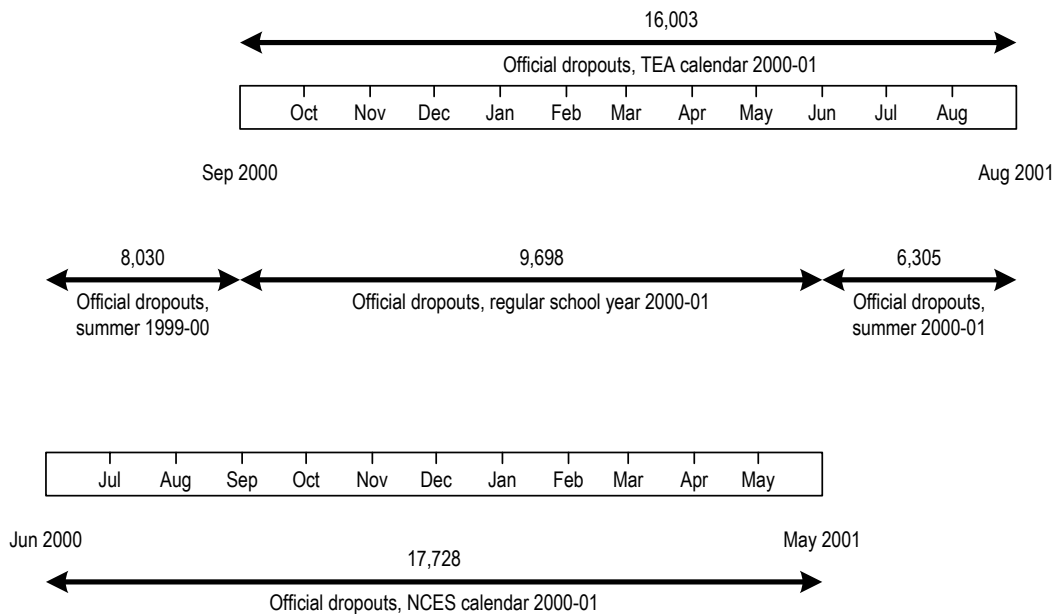 16,003
Official dropouts, TEA calendar 2000-01
Oct Nov Dec Jan Feb Mar Apr May Jun Jul Aug
Sep 2000 Aug 2001
8,030 9,698 6,305
Official dropouts, Official dropouts, regular school year 2000-01 Official dropouts,
summer 1999-00 summer 2000-01
Jul Aug Sep Oct Nov Dec Jan Feb Mar Apr May
Jun 2000 May 2001
17,728
Official dropouts, NCES calendar 2000-01